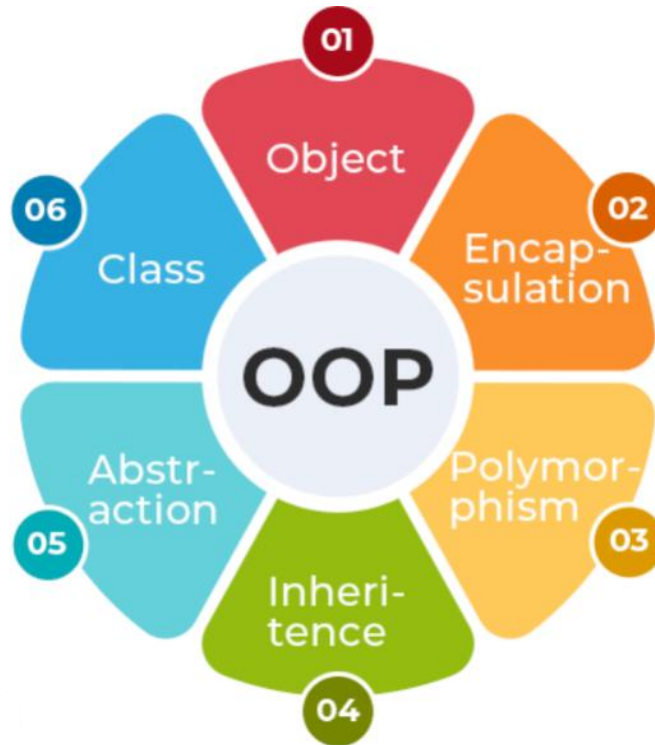 01
Object
02
Encap-
sulation
03
Polymor-
phism
04
Inheri-
tence
05
Abstr-
action
06
Class
OOP